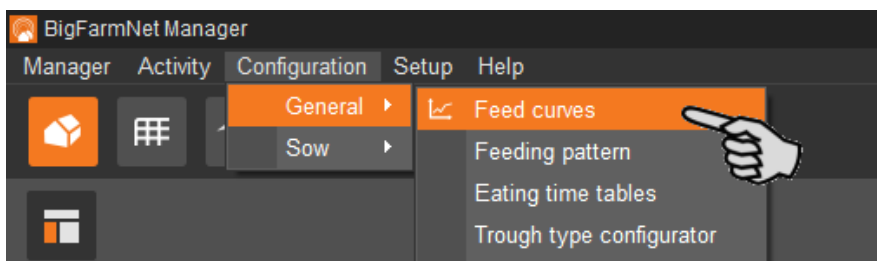 BigFarmNet Manager
Manager Activity Configuration Setup Help
General
Feed curves
Sow
Feeding pattern
Eating time tables
Trough type configurator